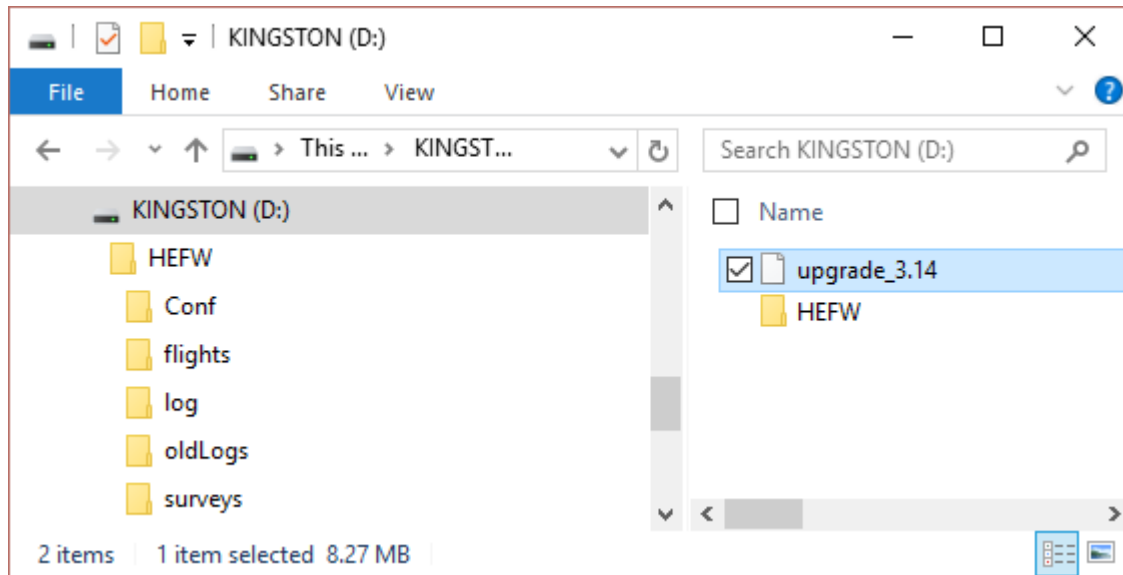 KINGSTON (D:)
File Home Share View
This ... KINGST... Search KINGSTON (D:)
KINGSTON (D:)
HEFW
Conf
flights
log
oldLogs
surveys
Name
upgrade_3.14
HEFW
2 items 1 item selected 8.27 MB